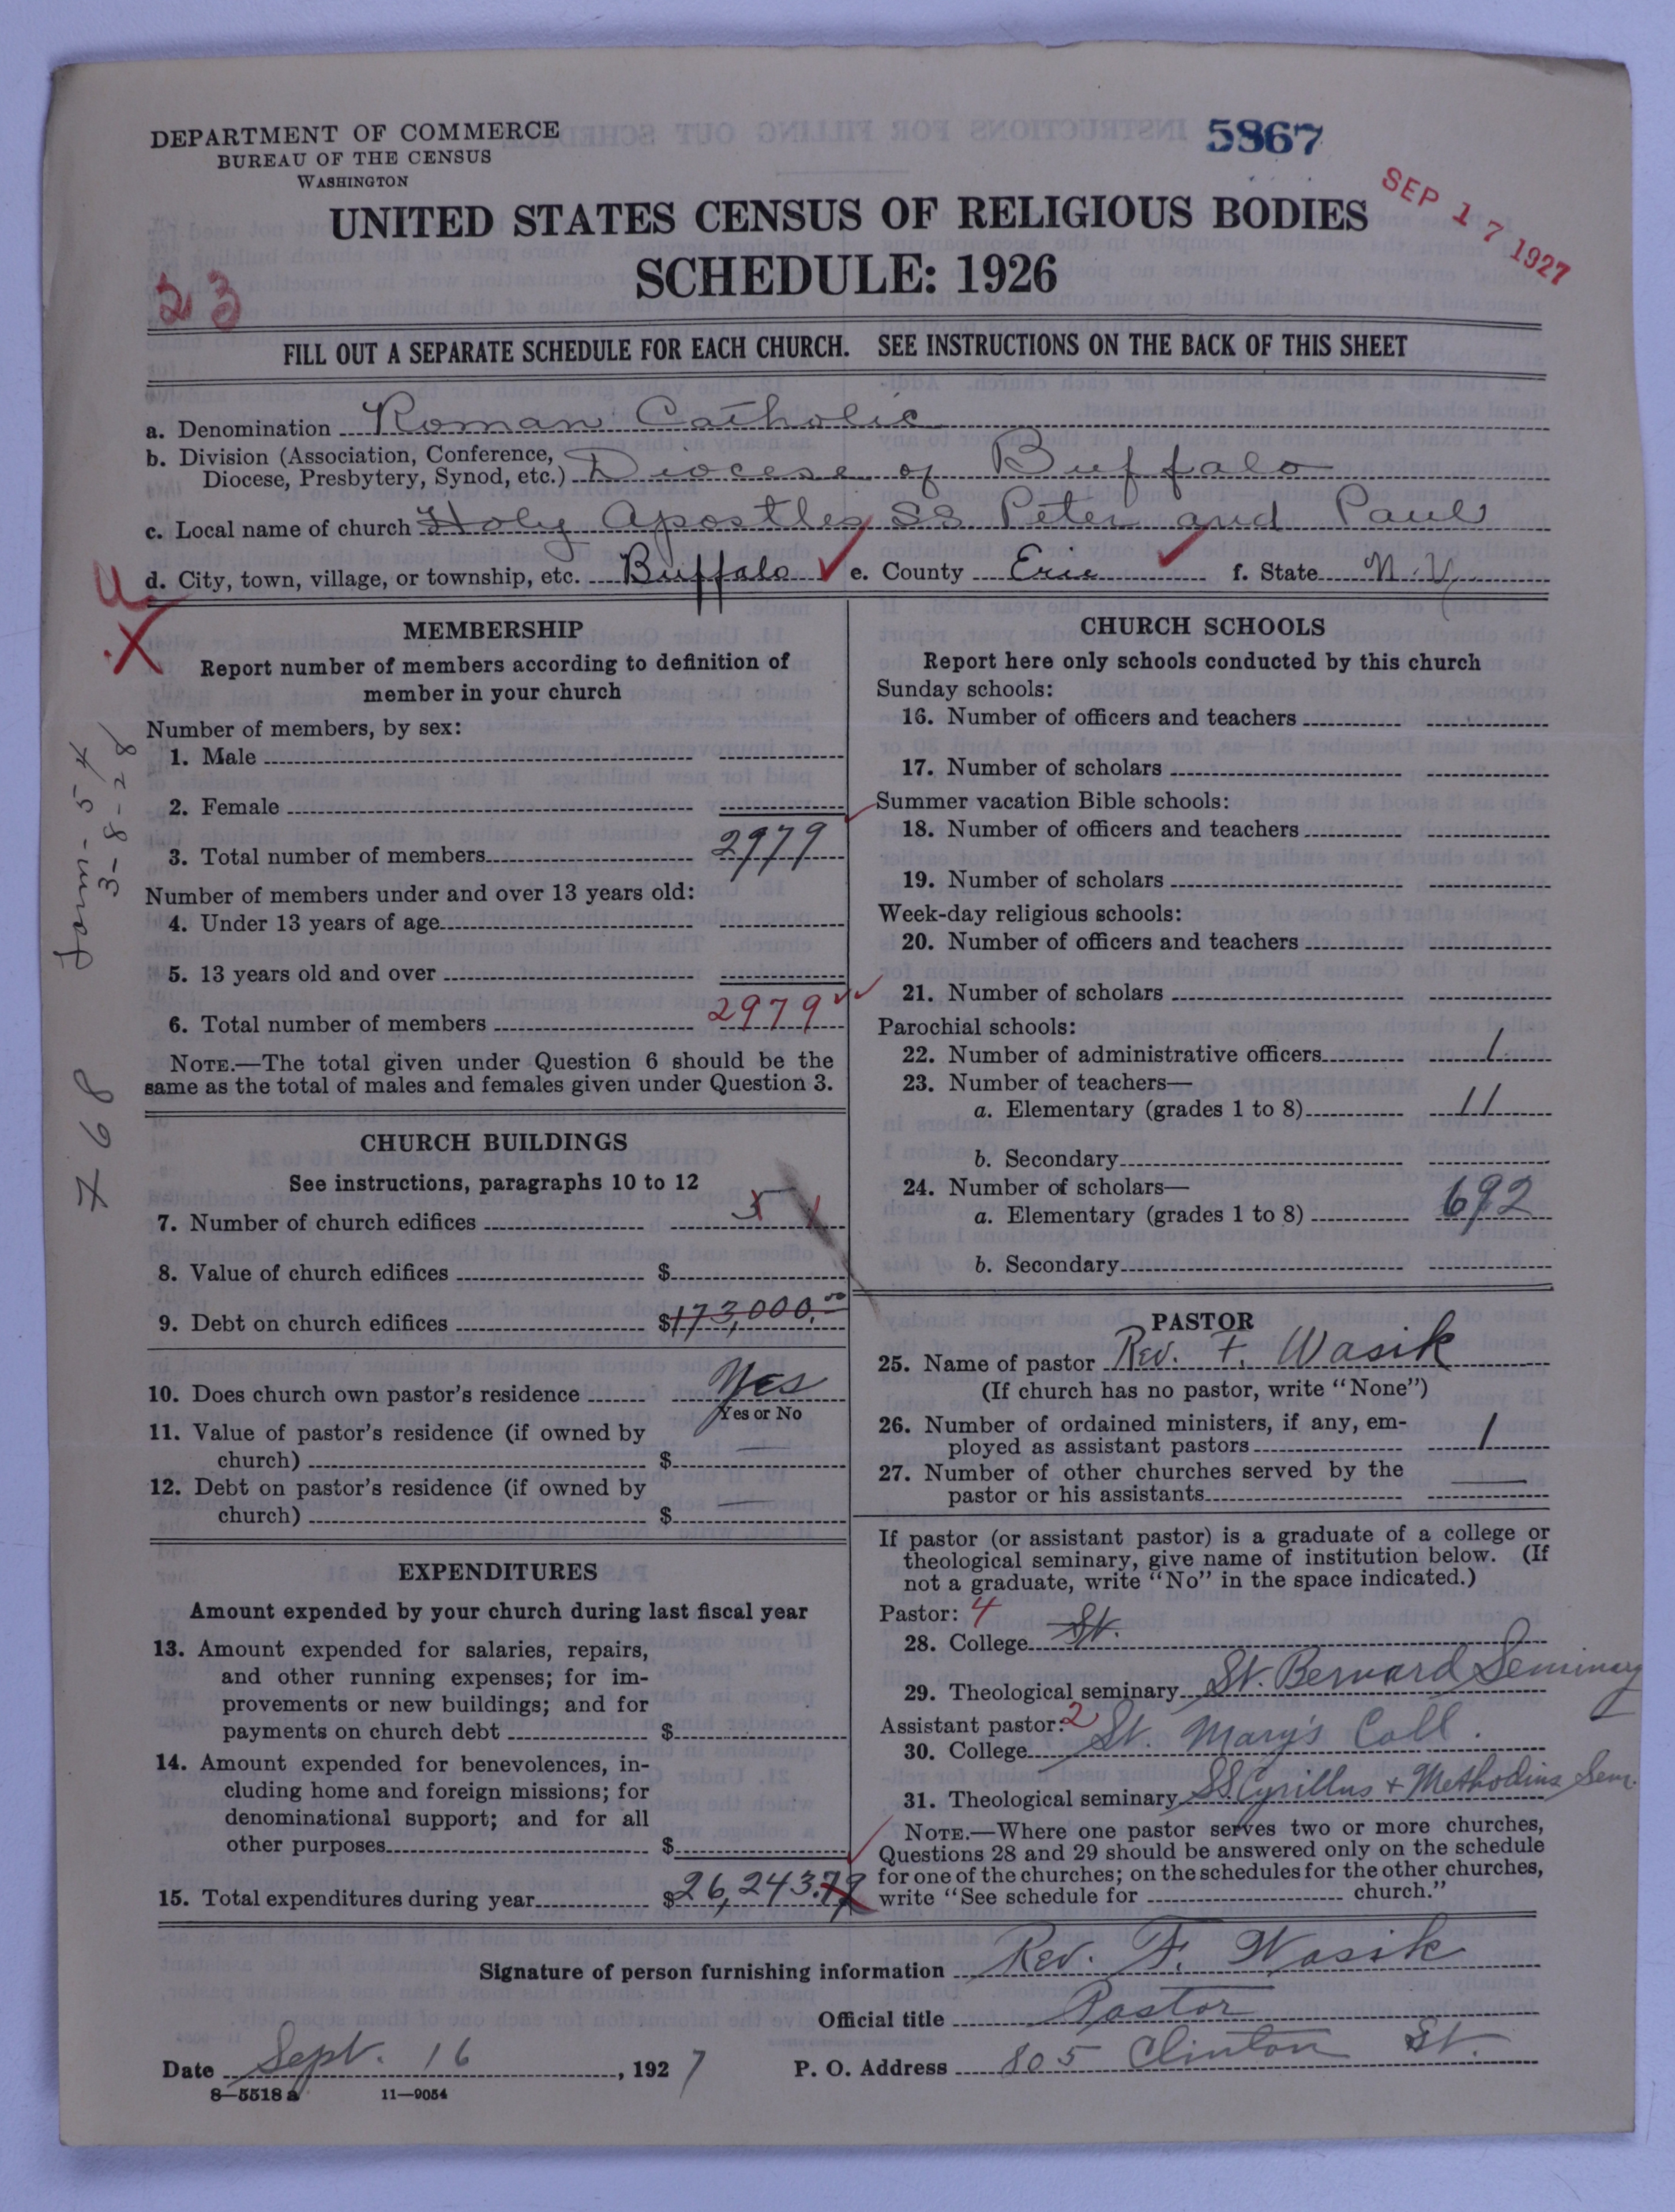 DEPARTMENT OF COMMERCE
BUREAU OF THE CENSUS
WASHINGTON
5867
SEP 17 1927
UNITED STATES CENSUS OF RELIGIOUS BODIES
SCHEDULE: 1926
23
FILL OUT A SEPARATE SCHEDULE FOR EACH CHURCH. SEE INSTRUCTIONS ON THE BACK OF THIS SHEET
a. Denomination Roman Catholic
b. Division (Association, Conference,
Diocese, Presbytery, Synod, etc.) Diocese of Buffalo
c. Local name of church Holy Apostles SS Peter and Paul
d. City, town, village, or township, etc. Buffalo e. County Erie f. State N.Y.
MEMBERSHIP
Report number of members according to definition of
member in your church
Number of members, by sex:
1. Male
2. Female
3. Total number of members 2979
Number of members under and over 13 years old:
4. Under 13 years of age
5. 13 years old and over
6. Total number of members 2979
NOTE.—The total given under Question 6 should be the
same as the total of males and females given under Question 3.
3-8-28
768
CHURCH BUILDINGS
See instructions, paragraphs 10 to 12
7. Number of church edifices
8. Value of church edifices $
9. Debt on church edifices $173,000.00
10. Does church own pastor's residence Yes
Yes or No
11. Value of pastor's residence (if owned by
church) $ —
12. Debt on pastor's residence (if owned by
church) $ —
EXPENDITURES
Amount expended by your church during last fiscal year
13. Amount expended for salaries, repairs,
and other running expenses; for im-
provements or new buildings; and for
payments on church debt $
14. Amount expended for benevolences, in-
cluding home and foreign missions; for
denominational support; and for all
other purposes $
15. Total expenditures during year $26,243.79
CHURCH SCHOOLS
Report here only schools conducted by this church
Sunday schools:
16. Number of officers and teachers
17. Number of scholars
Summer vacation Bible schools:
18. Number of officers and teachers
19. Number of scholars
Week-day religious schools:
20. Number of officers and teachers
21. Number of scholars
Parochial schools:
22. Number of administrative officers 1
23. Number of teachers—
a. Elementary (grades 1 to 8) 11
b. Secondary
24. Number of scholars—
a. Elementary (grades 1 to 8) 692
b. Secondary
PASTOR
25. Name of pastor Rev. F. Wasik
(If church has no pastor, write "None")
26. Number of ordained ministers, if any, em-
ployed as assistant pastors 1
27. Number of other churches served by the
pastor or his assistants —
If pastor (or assistant pastor) is a graduate of a college or
theological seminary, give name of institution below. (If
not a graduate, write "No" in the space indicated.)
Pastor: 4
28. College St.
29. Theological seminary St. Bernard Seminary
Assistant pastor: 2
30. College St. Mary's Coll.
31. Theological seminary SS. Cyrillus + Methodius Sem.
NOTE.—Where one pastor serves two or more churches,
Questions 28 and 29 should be answered only on the schedule
for one of the churches; on the schedules for the other churches,
write "See schedule for church."
Signature of person furnishing information Rev. F. Wasik
Official title Pastor
Date Sept. 16, 1927 P. O. Address 805 Clinton St.
8—5518 a 11—9054